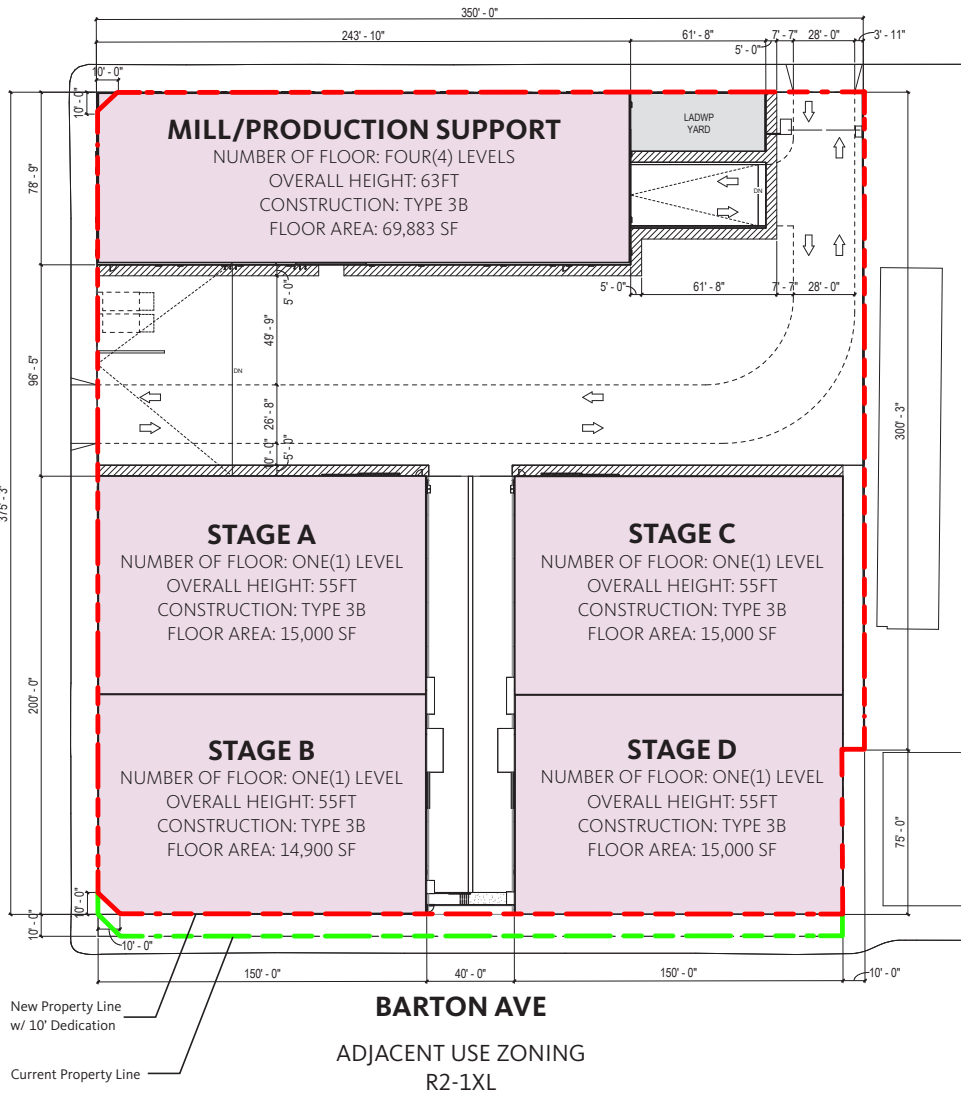 350' - 0"
243' - 10"
61' - 8"
7' - 7"
28' - 0"
3' - 11"
5' - 0"
10' - 0"
10' - 0"
MILL/PRODUCTION SUPPORT
NUMBER OF FLOOR: FOUR(4) LEVELS
OVERALL HEIGHT: 63FT
CONSTRUCTION: TYPE 3B
FLOOR AREA: 69,883 SF
LADWP
YARD
DN
78' - 9"
5' - 0"
61' - 8"
7' - 7"
28' - 0"
5' - 0"
49' - 9"
DN
96' - 5"
26' - 8"
10' - 0"
5' - 0"
300' - 3"
375' - 3"
STAGE A
NUMBER OF FLOOR: ONE(1) LEVEL
OVERALL HEIGHT: 55FT
CONSTRUCTION: TYPE 3B
FLOOR AREA: 15,000 SF
STAGE C
NUMBER OF FLOOR: ONE(1) LEVEL
OVERALL HEIGHT: 55FT
CONSTRUCTION: TYPE 3B
FLOOR AREA: 15,000 SF
200' - 0"
STAGE B
NUMBER OF FLOOR: ONE(1) LEVEL
OVERALL HEIGHT: 55FT
CONSTRUCTION: TYPE 3B
FLOOR AREA: 14,900 SF
STAGE D
NUMBER OF FLOOR: ONE(1) LEVEL
OVERALL HEIGHT: 55FT
CONSTRUCTION: TYPE 3B
FLOOR AREA: 15,000 SF
75' - 0"
10' - 0"
10' - 0"
10' - 0"
150' - 0"
40' - 0"
150' - 0"
10' - 0"
New Property Line
w/ 10' Dedication
Current Property Line
BARTON AVE
ADJACENT USE ZONING
R2-1XL